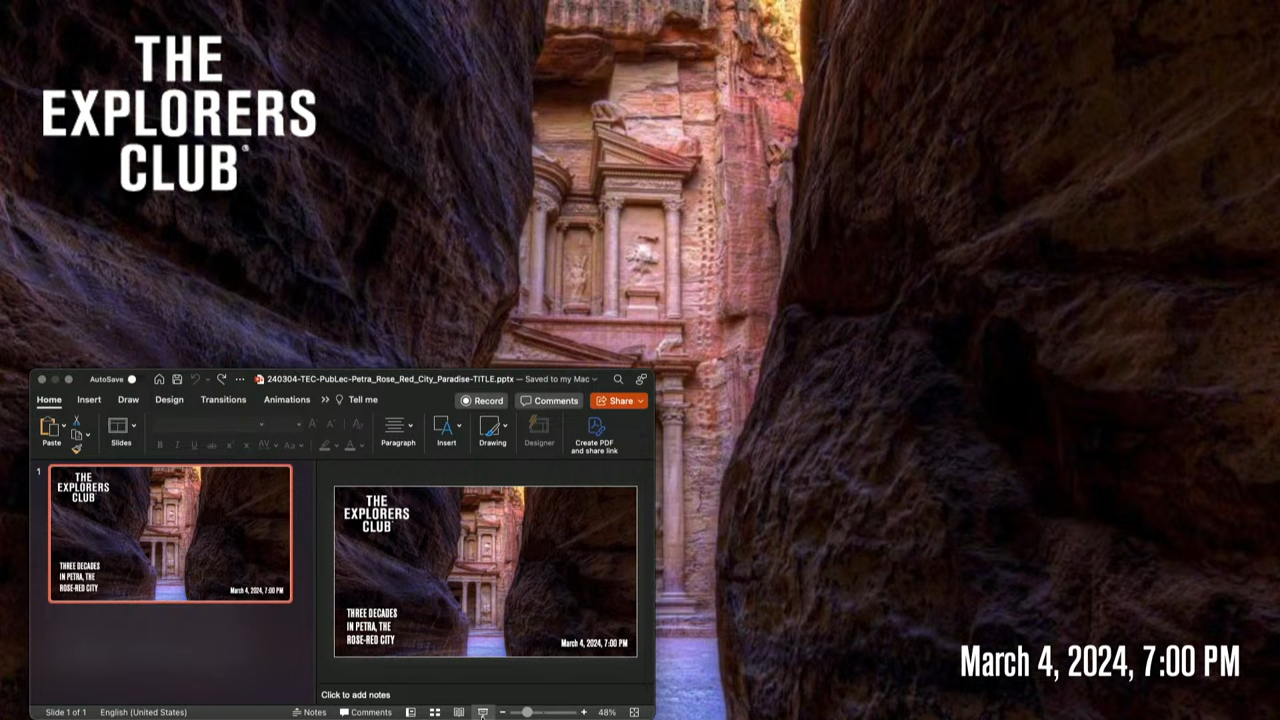 THE
EXPLORERS
CLUB®
AutoSave
240304-TEC-PubLec-Petra_Rose_Red_City_Paradise-TITLE.pptx — Saved to my Mac
Home Insert Draw Design Transitions Animations Tell me Record Comments Share
Paste Slides Paragraph Insert Drawing Designer Create PDF
and share link
1
THE
EXPLORERS
CLUB
THREE DECADES
IN PETRA, THE
ROSE-RED CITY
March 4, 2024, 7:00 PM
THE
EXPLORERS
CLUB
THREE DECADES
IN PETRA, THE
ROSE-RED CITY
March 4, 2024, 7:00 PM
Click to add notes
Slide 1 of 1 English (United States) Notes Comments 48%
March 4, 2024, 7:00 PM